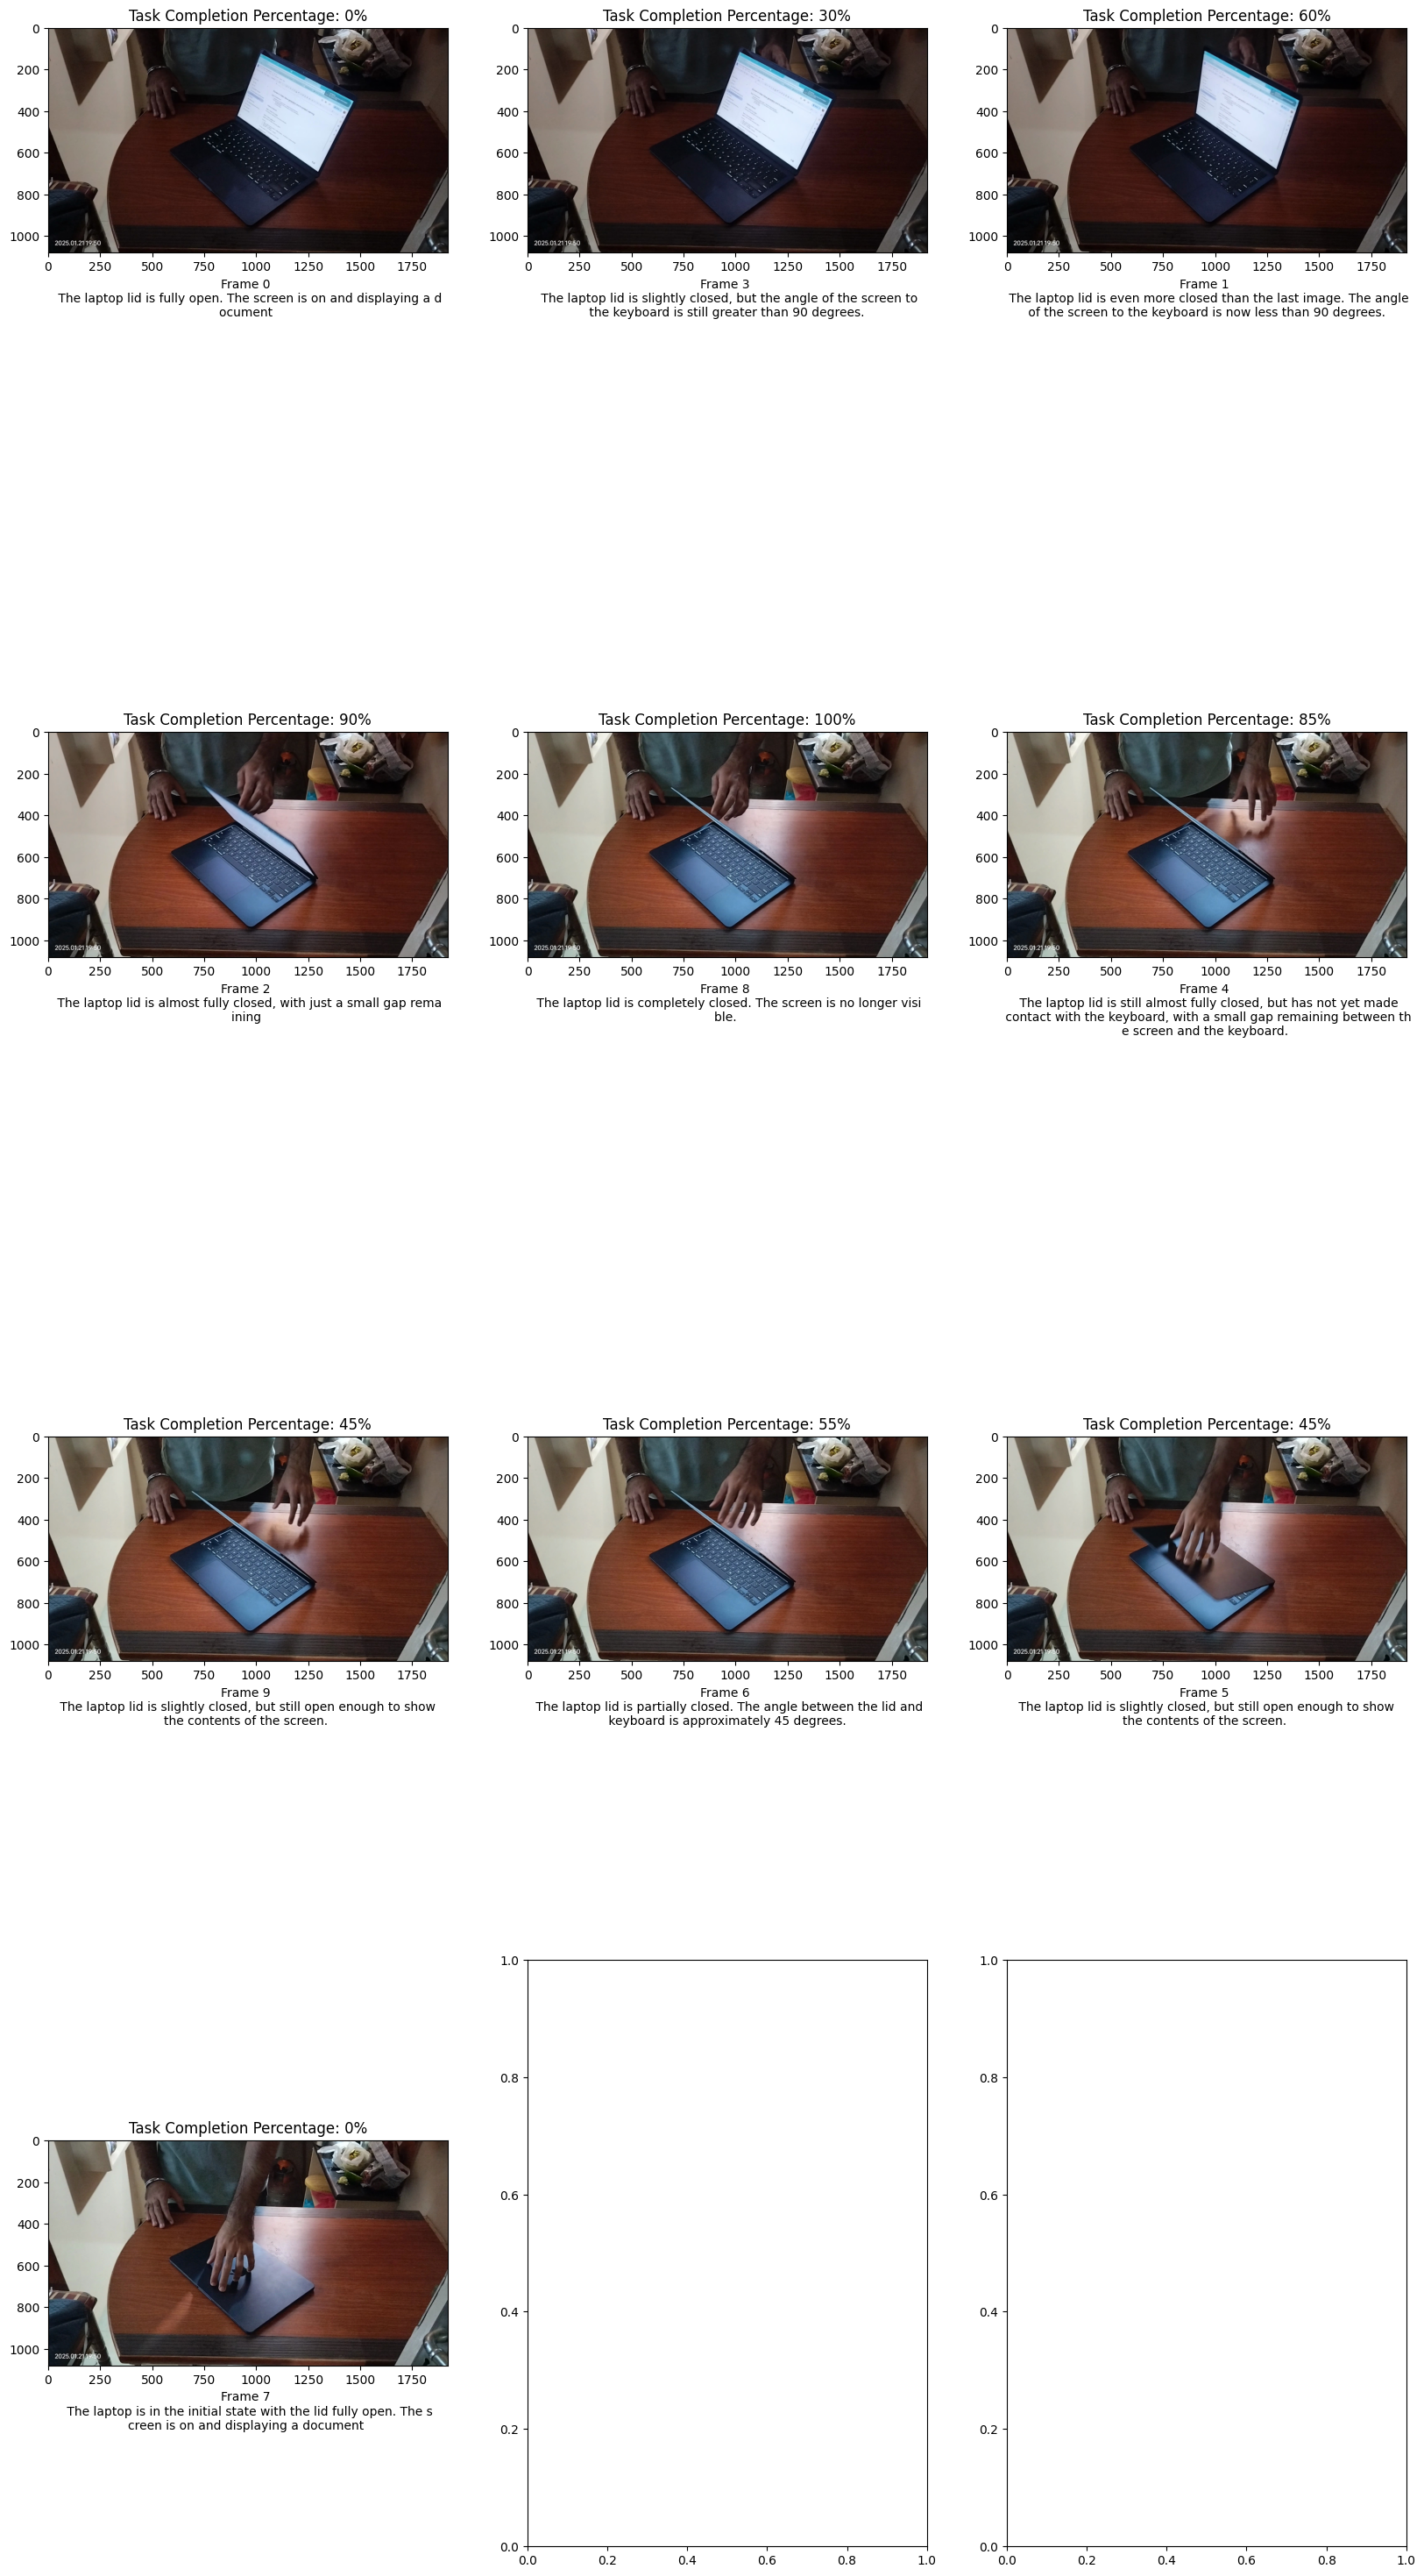 Task Completion Percentage: 0%
Task Completion Percentage: 30%
Task Completion Percentage: 60%
0
200
400
600
800
1000
2025.01.21 19:50
0 250 500 750 1000 1250 1500 1750
Frame 0
The laptop lid is fully open. The screen is on and displaying a d
ocument
0
200
400
600
800
1000
2025.01.21 19:50
0 250 500 750 1000 1250 1500 1750
Frame 3
The laptop lid is slightly closed, but the angle of the screen to
the keyboard is still greater than 90 degrees.
0
200
400
600
800
1000
2025.01.21 19:50
0 250 500 750 1000 1250 1500 1750
Frame 1
The laptop lid is even more closed than the last image. The angle
of the screen to the keyboard is now less than 90 degrees.
Task Completion Percentage: 90%
Task Completion Percentage: 100%
Task Completion Percentage: 85%
0
200
400
600
800
1000
2025.01.21 19:50
0 250 500 750 1000 1250 1500 1750
Frame 2
The laptop lid is almost fully closed, with just a small gap rema
ining
0
200
400
600
800
1000
2025.01.21 19:50
0 250 500 750 1000 1250 1500 1750
Frame 8
The laptop lid is completely closed. The screen is no longer visi
ble.
0
200
400
600
800
1000
2025.01.21 19:50
0 250 500 750 1000 1250 1500 1750
Frame 4
The laptop lid is still almost fully closed, but has not yet made
contact with the keyboard, with a small gap remaining between th
e screen and the keyboard.
Task Completion Percentage: 45%
Task Completion Percentage: 55%
Task Completion Percentage: 45%
0
200
400
600
800
1000
2025.01.21 19:50
0 250 500 750 1000 1250 1500 1750
Frame 9
The laptop lid is slightly closed, but still open enough to show
the contents of the screen.
0
200
400
600
800
1000
2025.01.21 19:50
0 250 500 750 1000 1250 1500 1750
Frame 6
The laptop lid is partially closed. The angle between the lid and
keyboard is approximately 45 degrees.
0
200
400
600
800
1000
2025.01.21 19:50
0 250 500 750 1000 1250 1500 1750
Frame 5
The laptop lid is slightly closed, but still open enough to show
the contents of the screen.
Task Completion Percentage: 0%
0
200
400
600
800
1000
2025.01.21 19:50
0 250 500 750 1000 1250 1500 1750
Frame 7
The laptop is in the initial state with the lid fully open. The s
creen is on and displaying a document
1.0
0.8
0.6
0.4
0.2
0.0
0.0 0.2 0.4 0.6 0.8 1.0
1.0
0.8
0.6
0.4
0.2
0.0
0.0 0.2 0.4 0.6 0.8 1.0